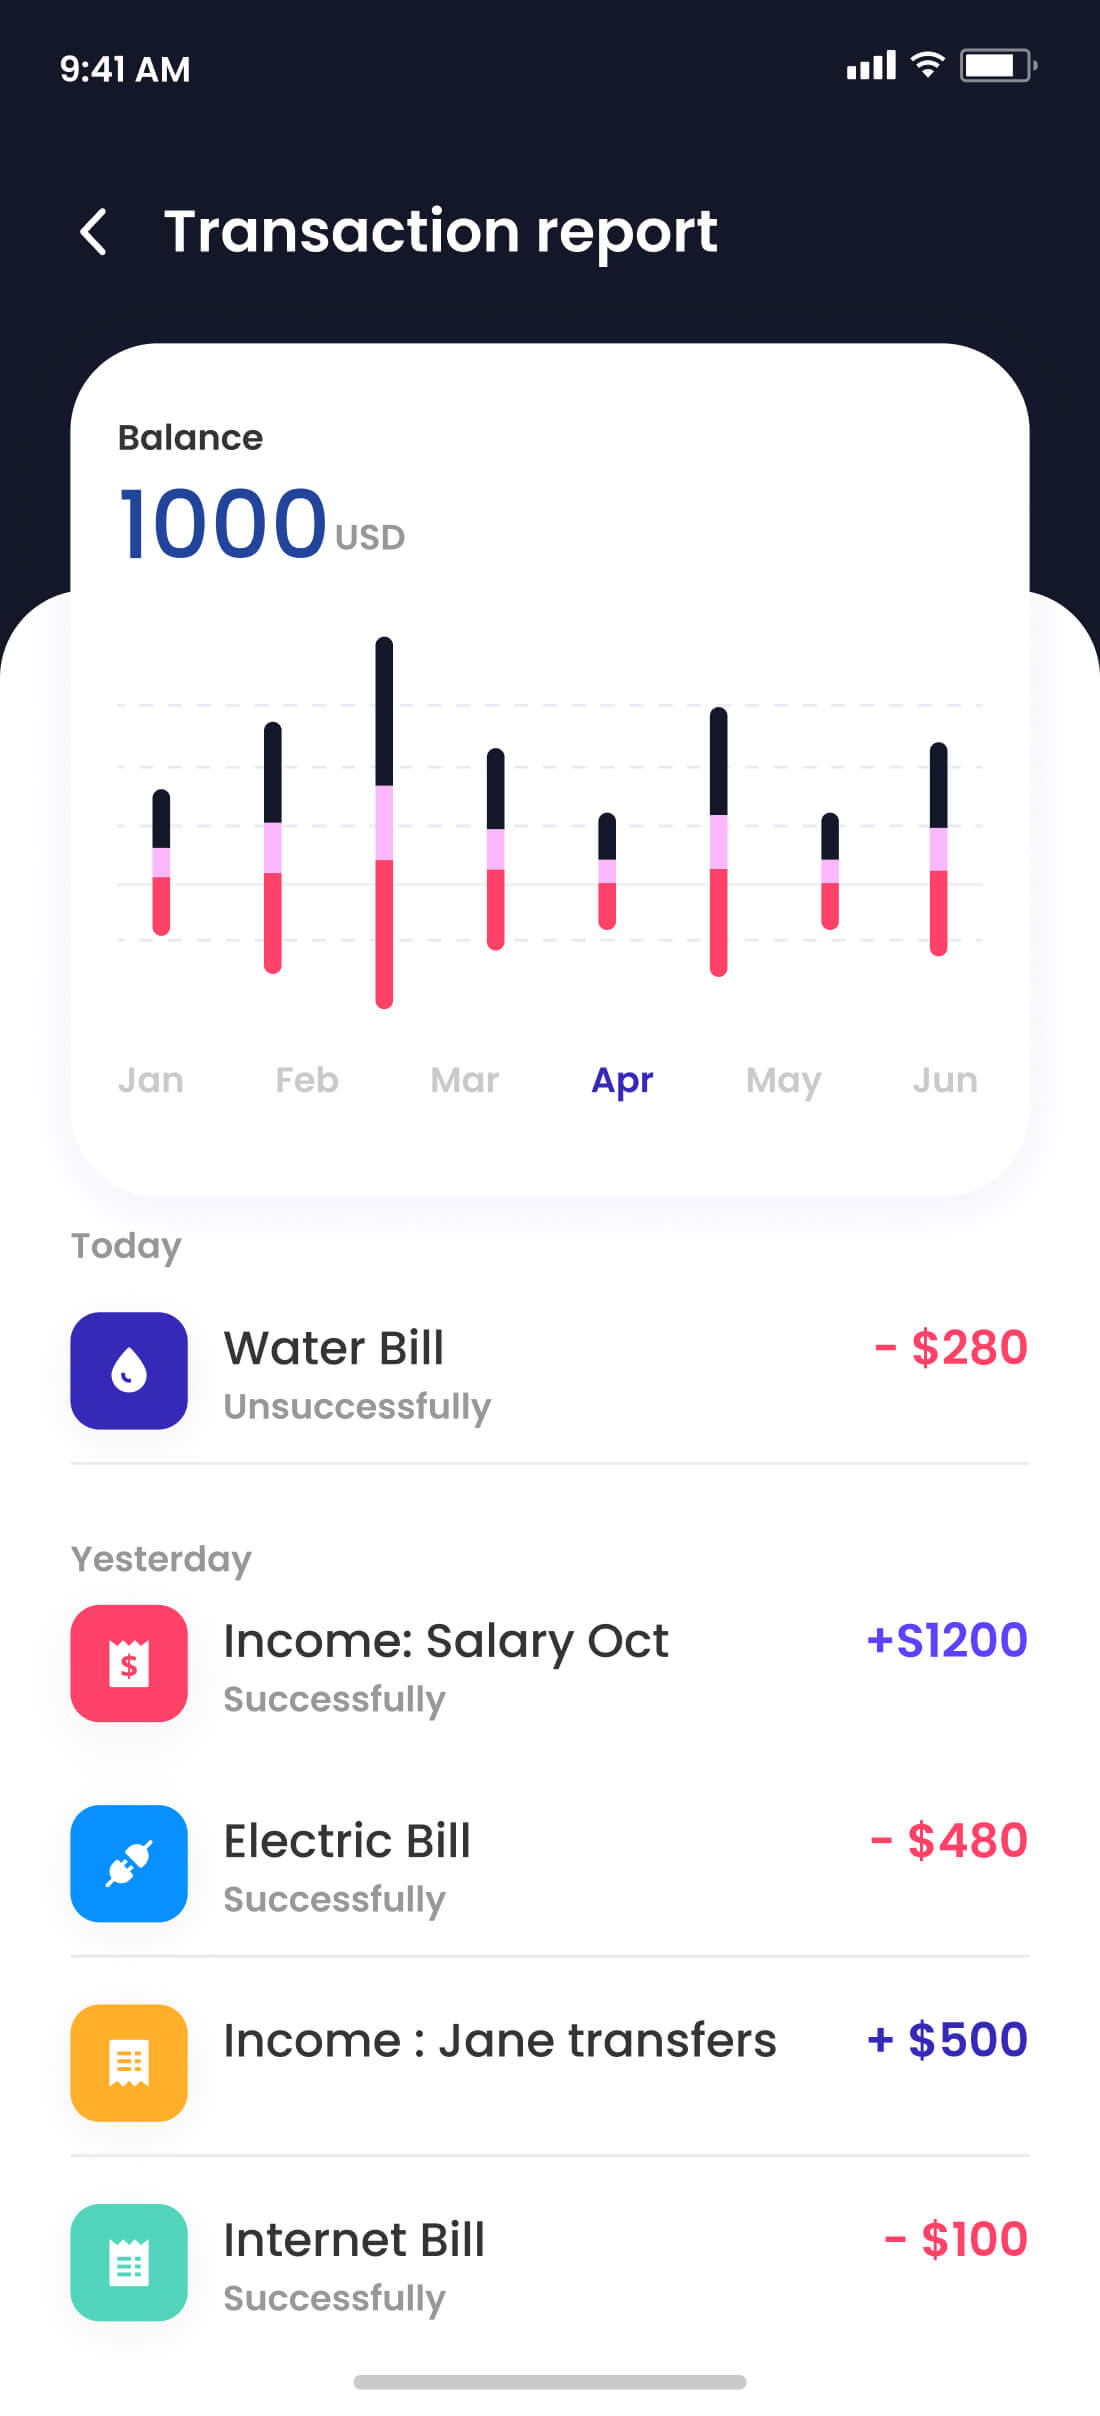 9:41 AM
Transaction report
Balance
1000 USD
Jan Feb Mar Apr May Jun
Today
Water Bill - $280
Unsuccessfully
Yesterday
$
Income: Salary Oct +S1200
Successfully
Electric Bill - $480
Successfully
Income : Jane transfers + $500
Internet Bill - $100
Successfully